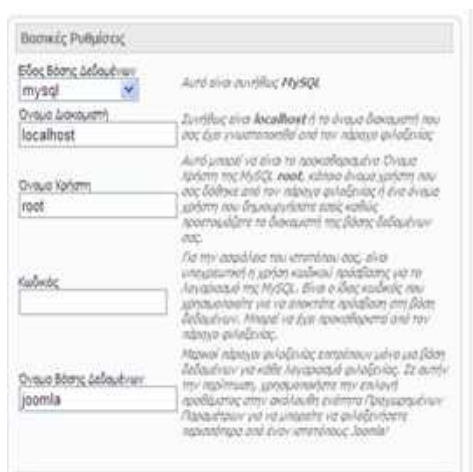 Βασικές Ρυθμίσεις
Είδος Βάσης Δεδομένων
mysql
Αυτό είναι συνήθως MySQL
Όνομα Διακομιστή
localhost
Συνήθως είναι localhost ή το όνομα διακομιστή που
σας έχει γνωστοποιηθεί από τον πάροχο φιλοξενίας
Όνομα Χρήστη
root
Αυτό μπορεί να είναι το προκαθορισμένο Όνομα
Χρήστη της MySQL root, κάποιο όνομα χρήστη που
σας δόθηκε από τον πάροχο φιλοξενίας ή ένα όνομα
χρήστη που δημιουργήσατε εσείς καθώς
προετοιμάζατε το διακομιστή της βάσης δεδομένων
σας.
Κωδικός
Για την ασφάλεια του ιστοτόπου σας, είναι
υποχρεωτική η χρήση κωδικού πρόσβασης για το
λογαριασμό της MySQL. Είναι ο ίδιος κωδικός που
χρησιμοποιείτε για να αποκτάτε πρόσβαση στη βάση
δεδομένων. Μπορεί να έχει προκαθοριστεί από τον
πάροχο φιλοξενίας.
Όνομα Βάσης Δεδομένων
joomla
Μερικοί πάροχοι φιλοξενίας επιτρέπουν μόνο μια βάση
δεδομένων για κάθε λογαριασμό φιλοξενίας. Σε αυτήν
την περίπτωση, χρησιμοποιήστε την επιλογή
προθέματος στην ακόλουθη ενότητα Προχωρημένων
Παραμέτρων για να μπορείτε να φιλοξενήσετε
περισσότερα από έναν ιστοτόπους Joomla!